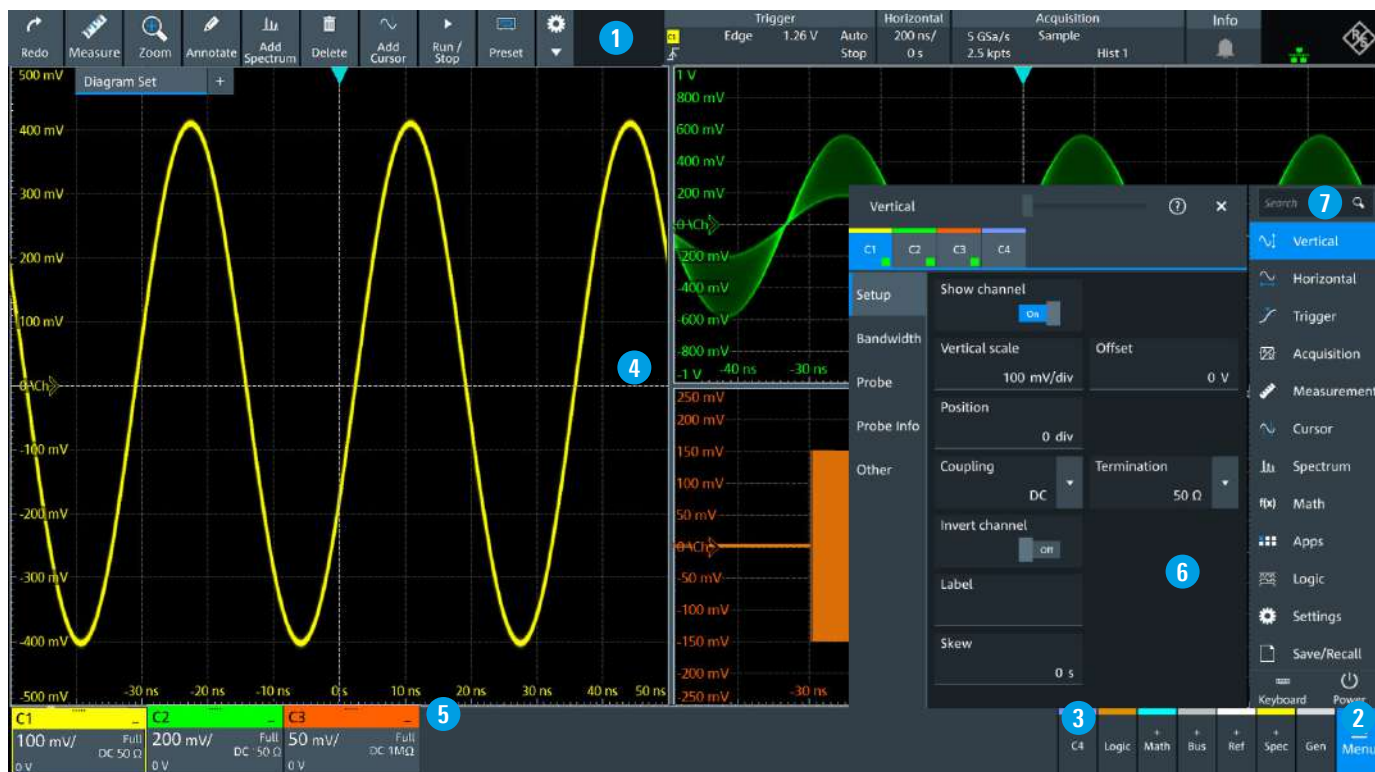 Redo
Measure
Zoom
Annotate
Add Spectrum
Delete
Add Cursor
Run / Stop
Preset
1
Trigger
C1
Edge 1.26 V Auto
Stop
Horizontal
200 ns/
0 s
Acquisition
5 GSa/s Sample
2.5 kpts Hist 1
Info
R&S
Diagram Set +
500 mV
400 mV
300 mV
200 mV
100 mV
-100 mV
-200 mV
-300 mV
-400 mV
-500 mV
-30 ns
-20 ns
-10 ns
0 s
10 ns
20 ns
30 ns
40 ns
50 ns
1 V
800 mV
600 mV
400 mV
200 mV
-200 mV
-400 mV
-600 mV
-800 mV
-1 V
-40 ns
-30 ns
4
250 mV
200 mV
150 mV
100 mV
50 mV
-50 mV
-100 mV
-150 mV
-200 mV
-250 mV
-30 ns
Vertical
?
×
C1
C2
C3
C4
Setup
Bandwidth
Probe
Probe Info
Other
Show channel
On
Vertical scale
100 mV/div
Offset
0 V
Position
0 div
Coupling
DC
Termination
50 Ω
Invert channel
Off
Label
Skew
0 s
6
Search
7
Vertical
Horizontal
Trigger
Acquisition
Measurement
Cursor
Spectrum
f(x) Math
Apps
Logic
Settings
Save/Recall
Keyboard
Power
C1
100 mV/ Full
DC 50 Ω
0 V
C2
200 mV/ Full
DC 50 Ω
0 V
C3
50 mV/ Full
DC 1MΩ
0 V
5
3
C4
Logic
+ Math
+ Bus
+ Ref
+ Spec
Gen
2
Menu